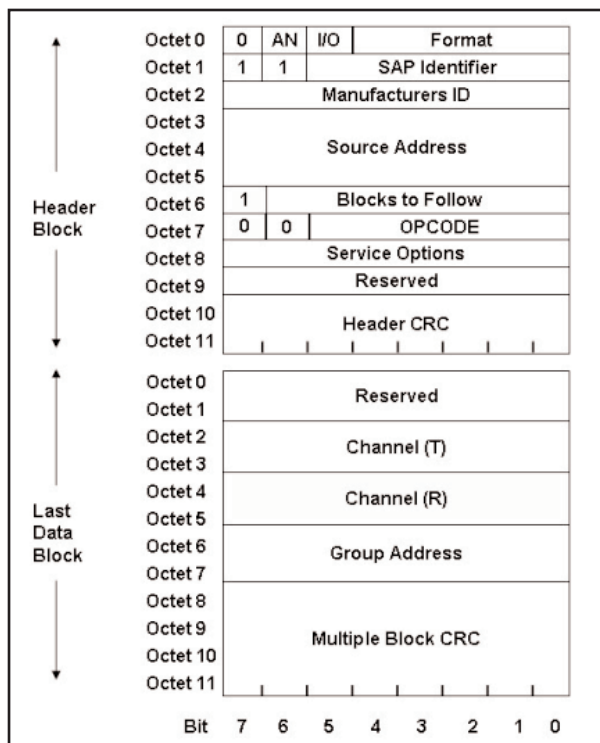 Octet 0 0 AN I/O Format
Octet 1 1 1 SAP Identifier
Octet 2 Manufacturers ID
Octet 3
Octet 4 Source Address
Octet 5
Octet 6 1 Blocks to Follow
Header
Block
Octet 7 0 0 OPCODE
Octet 8 Service Options
Octet 9 Reserved
Octet 10
Header CRC
Octet 11
Octet 0
Reserved
Octet 1
Octet 2
Channel (T)
Octet 3
Octet 4
Channel (R)
Octet 5
Last
Data
Block
Octet 6
Group Address
Octet 7
Octet 8
Octet 9
Multiple Block CRC
Octet 10
Octet 11
Bit 7 6 5 4 3 2 1 0